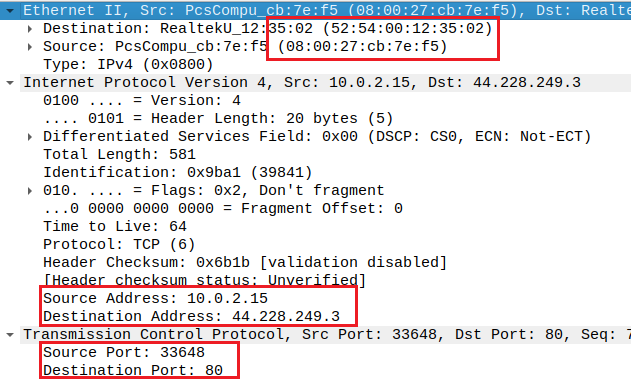 Ethernet II, Src: PcsCompu_cb:7e:f5 (08:00:27:cb:7e:f5), Dst: Realte
Destination: RealtekU_12:35:02 (52:54:00:12:35:02)
Source: PcsCompu_cb:7e:f5 (08:00:27:cb:7e:f5)
Type: IPv4 (0x0800)
Internet Protocol Version 4, Src: 10.0.2.15, Dst: 44.228.249.3
0100 .... = Version: 4
.... 0101 = Header Length: 20 bytes (5)
Differentiated Services Field: 0x00 (DSCP: CS0, ECN: Not-ECT)
Total Length: 581
Identification: 0x9ba1 (39841)
010. .... = Flags: 0x2, Don't fragment
...0 0000 0000 0000 = Fragment Offset: 0
Time to Live: 64
Protocol: TCP (6)
Header Checksum: 0x6b1b [validation disabled]
[Header checksum status: Unverified]
Source Address: 10.0.2.15
Destination Address: 44.228.249.3
Transmission Control Protocol, Src Port: 33648, Dst Port: 80, Seq: 7
Source Port: 33648
Destination Port: 80